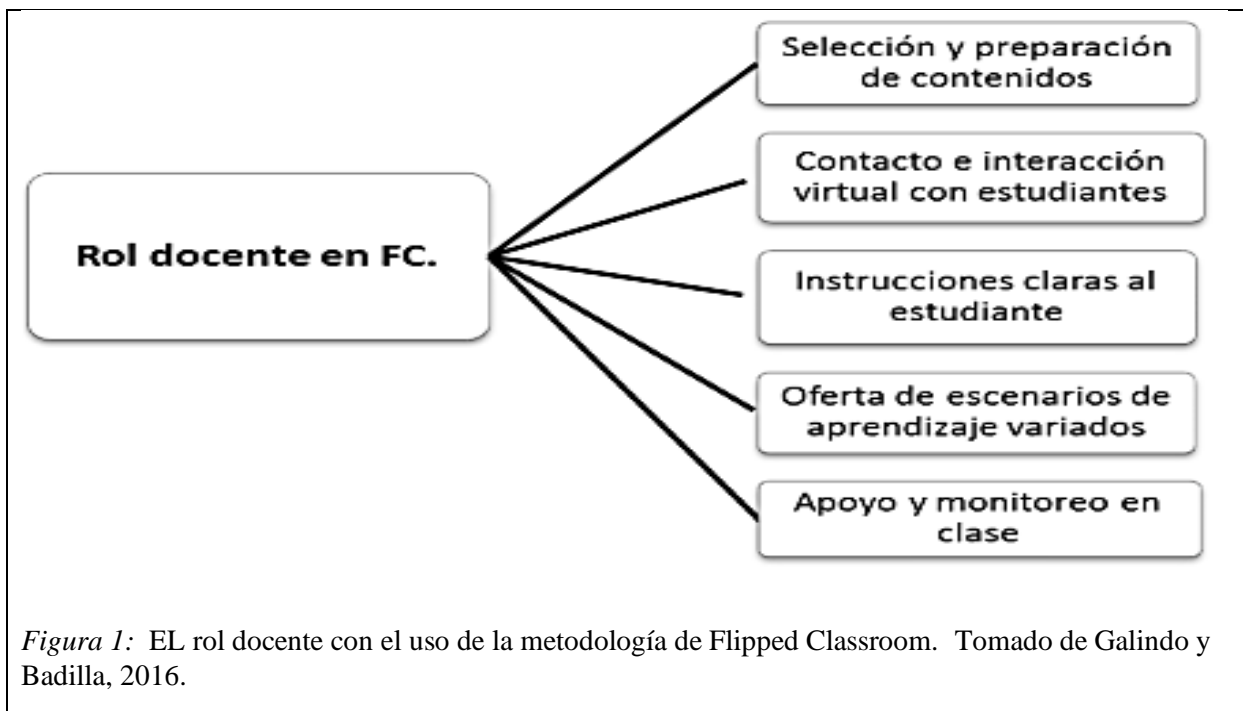 Rol docente en FC.
Selección y preparación
de contenidos
Contacto e interacción
virtual con estudiantes
Instrucciones claras al
estudiante
Oferta de escenarios de
aprendizaje variados
Apoyo y monitoreo en
clase
Figura 1: EL rol docente con el uso de la metodología de Flipped Classroom. Tomado de Galindo y
Badilla, 2016.